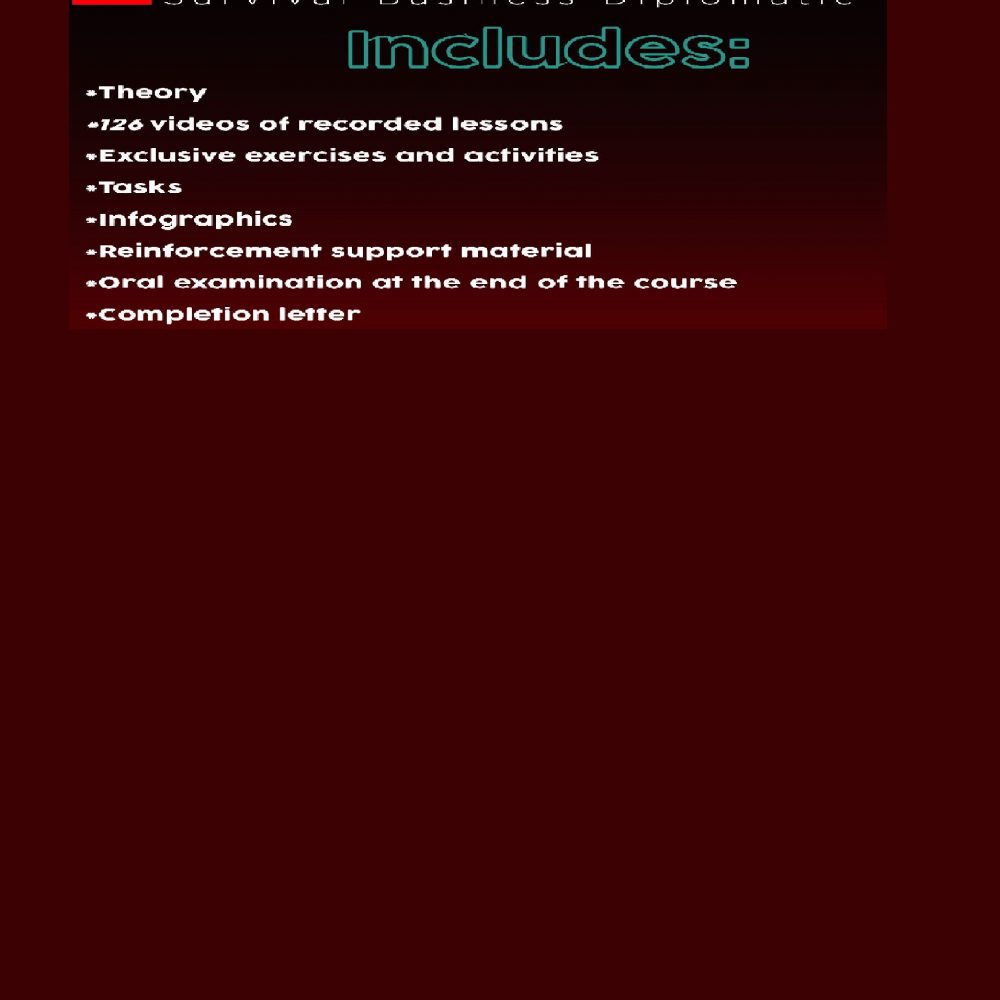 Survival Business Diplomatic
Includes:
*Theory
*126 videos of recorded lessons
*Exclusive exercises and activities
*Tasks
*Infographics
*Reinforcement support material
*Oral examination at the end of the course
*Completion letter